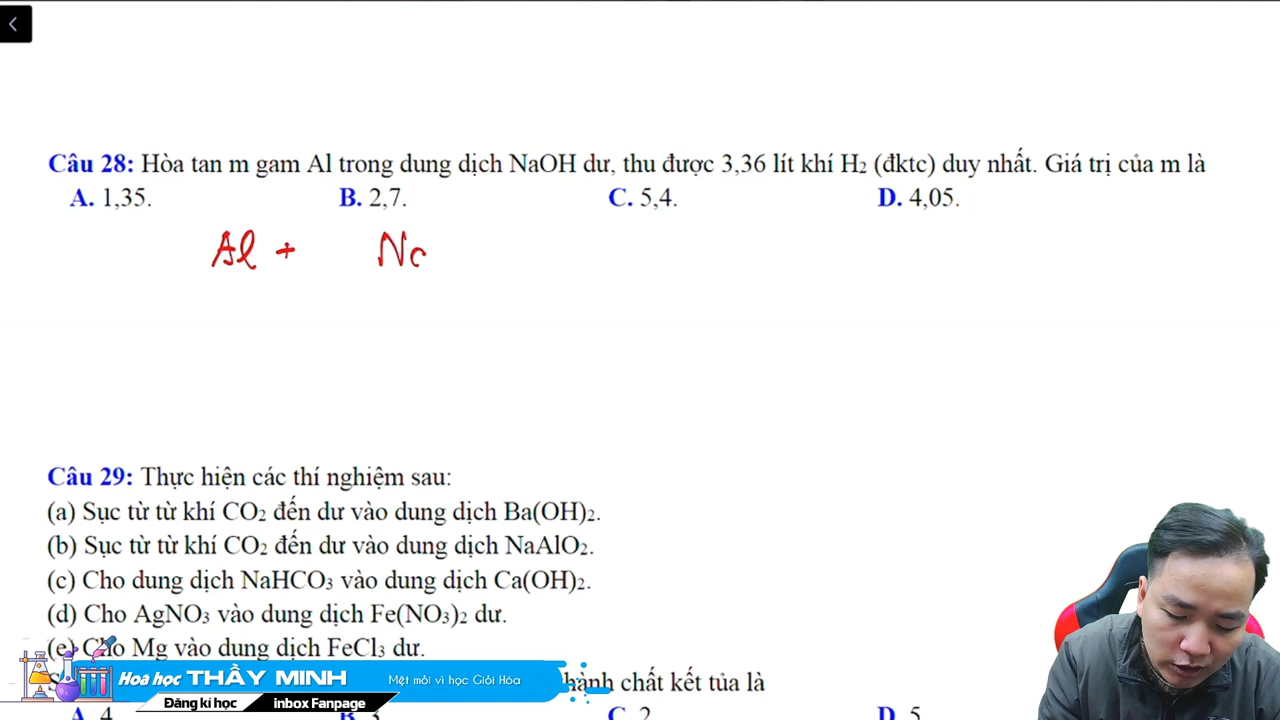 Câu 28: Hòa tan m gam Al trong dung dịch NaOH dư, thu được 3,36 lít khí H₂ (đktc) duy nhất. Giá trị của m là
A. 1,35. B. 2,7. C. 5,4. D. 4,05.
Al + Na
Câu 29: Thực hiện các thí nghiệm sau:
(a) Sục từ từ khí CO₂ đến dư vào dung dịch Ba(OH)₂.
(b) Sục từ từ khí CO₂ đến dư vào dung dịch NaAlO₂.
(c) Cho dung dịch NaHCO₃ vào dung dịch Ca(OH)₂.
(d) Cho AgNO₃ vào dung dịch Fe(NO₃)₂ dư.
(e) Cho Mg vào dung dịch FeCl₃ dư.
thành chất kết tủa là
Hoá học THẦY MINH Mệt mỏi vì học Giỏi Hóa
Đăng kí học inbox Fanpage
A. 4 B. 3 C. 2 D. 5